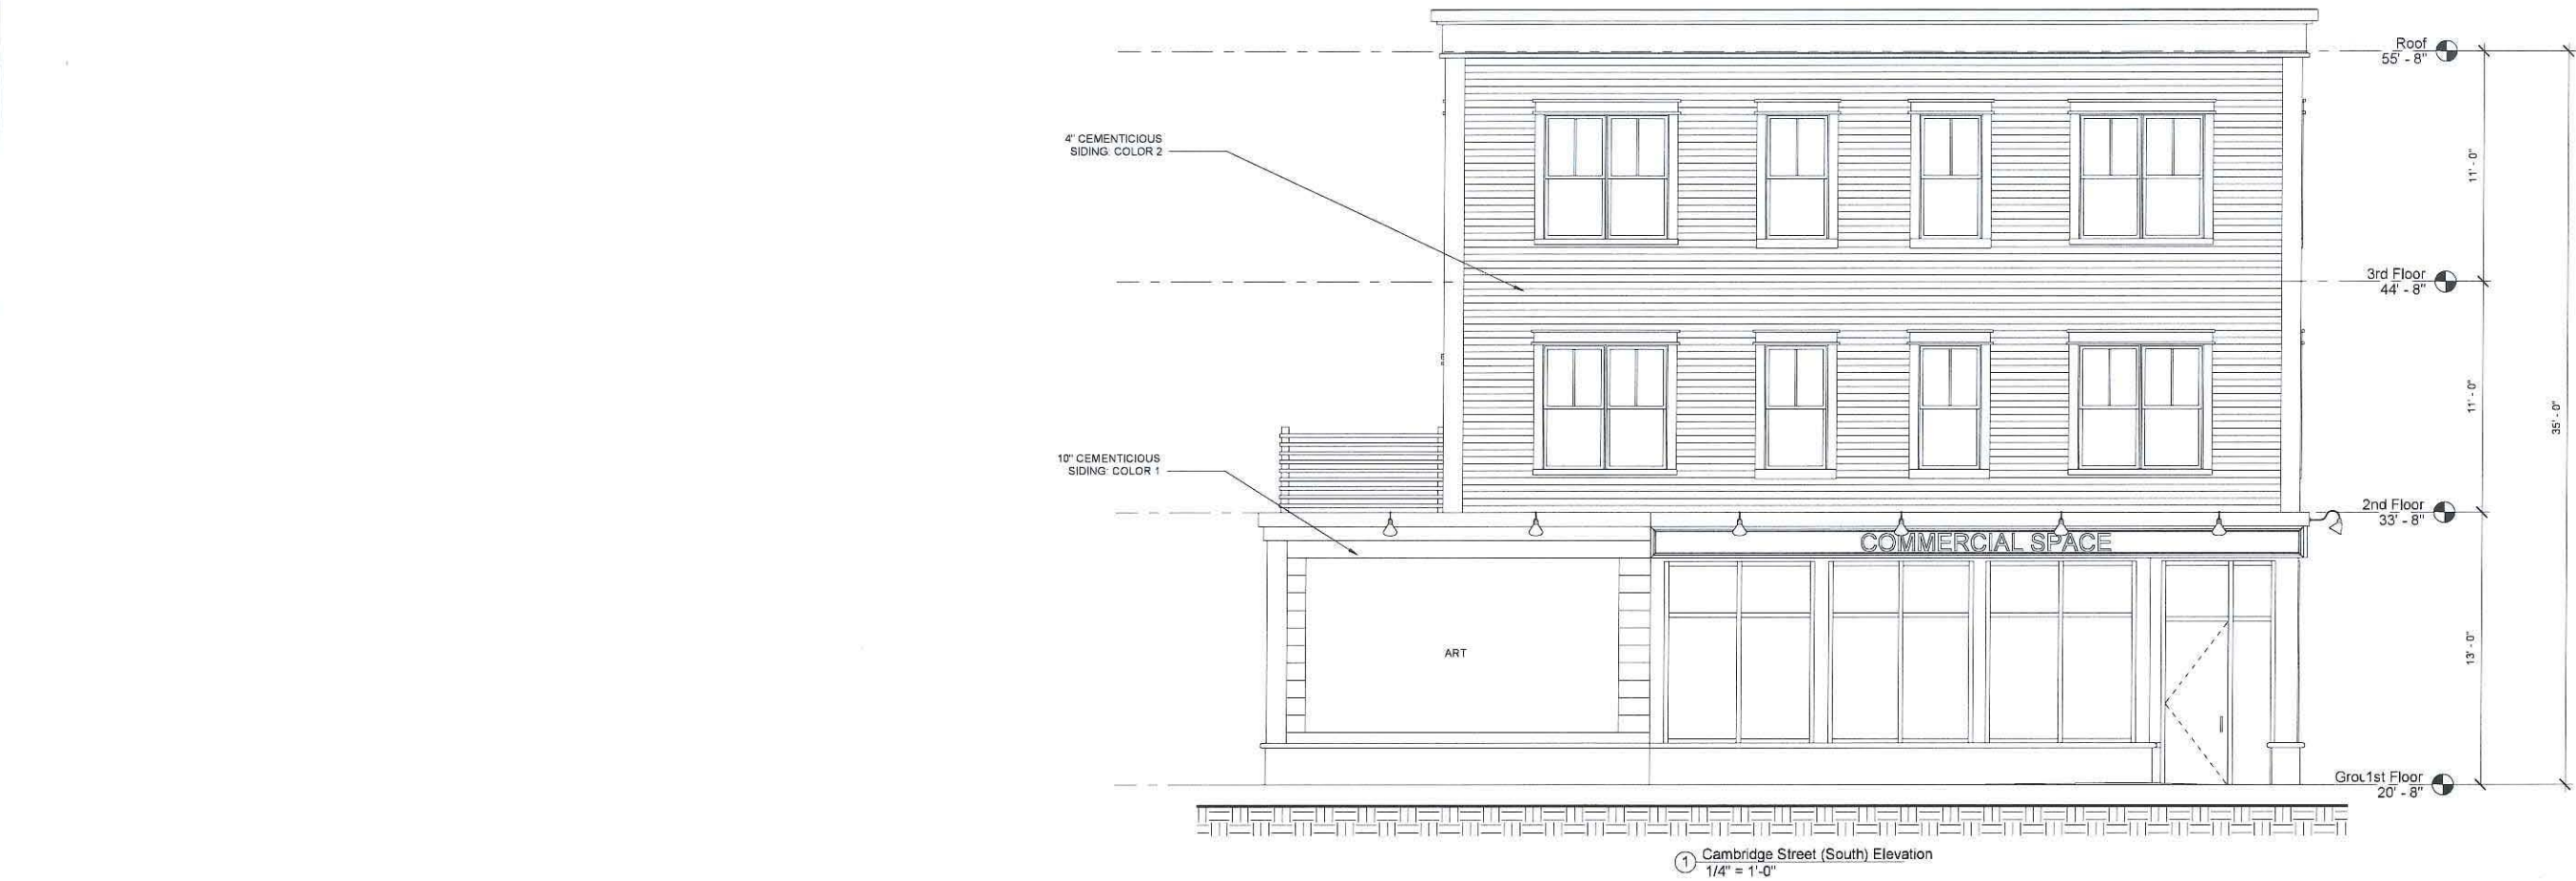 Roof
55' - 8"
4" CEMENTICIOUS
SIDING: COLOR 2
11' - 0"
3rd Floor
44' - 8"
11' - 0"
35' - 0"
10" CEMENTICIOUS
SIDING: COLOR 1
2nd Floor
33' - 8"
COMMERCIAL SPACE
ART
13' - 0"
Grou1st Floor
20' - 8"
1 Cambridge Street (South) Elevation
1/4" = 1'-0"